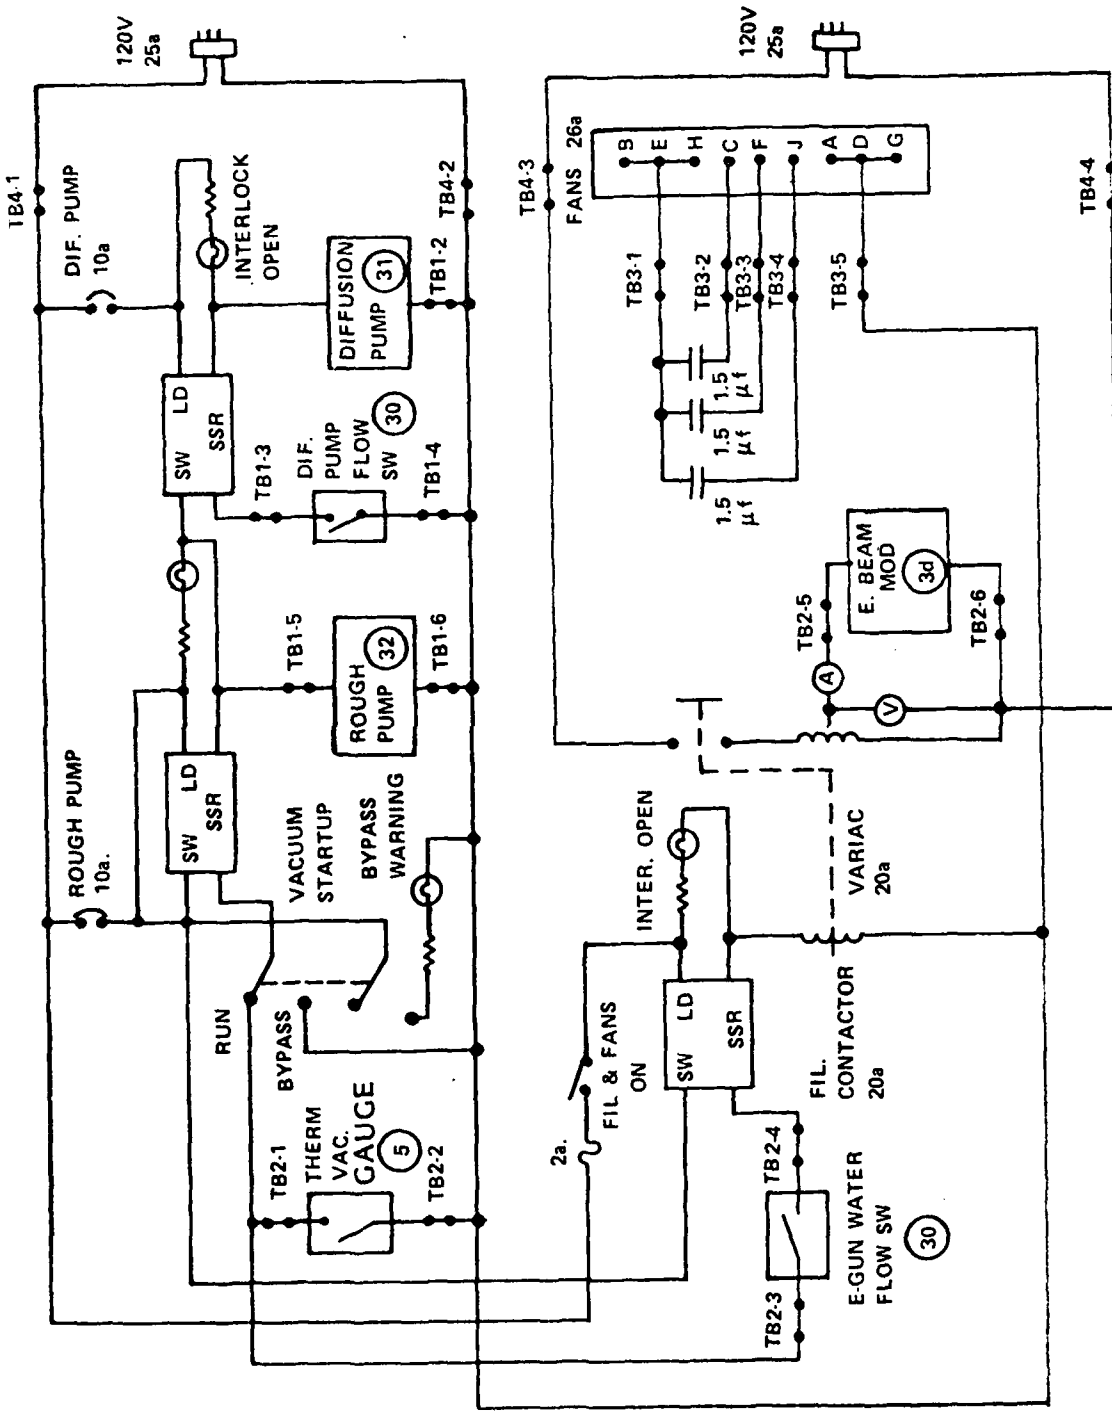 120V
25a
TB4-1
DIF. PUMP
10a
INTERLOCK
OPEN
LD
SW
SSR
DIFFUSION
PUMP
31
TB1-2
TB4-2
TB1-3
DIF.
PUMP
FLOW
SW
30
TB1-4
ROUGH PUMP
10a.
LD
SW
SSR
TB1-5
ROUGH
PUMP
32
TB1-6
VACUUM
STARTUP
BYPASS
WARNING
RUN
BYPASS
TB2-1
THERM
VAC.
GAUGE
5
TB2-2
120V
25a
TB4-3
FANS 26a
B
E
H
C
F
J
A
D
G
TB3-1
TB3-2
TB3-3
TB3-4
TB3-5
TB4-4
1.5
μf
1.5
μf
1.5
μf
E. BEAM
MOD
3d
TB2-5
TB2-6
A
V
INTER. OPEN
VARIAC
20a
2a.
FIL & FANS
ON
LD
SW
SSR
FIL.
CONTACTOR
20a
TB2-4
TB2-3
E-GUN WATER
FLOW SW
30